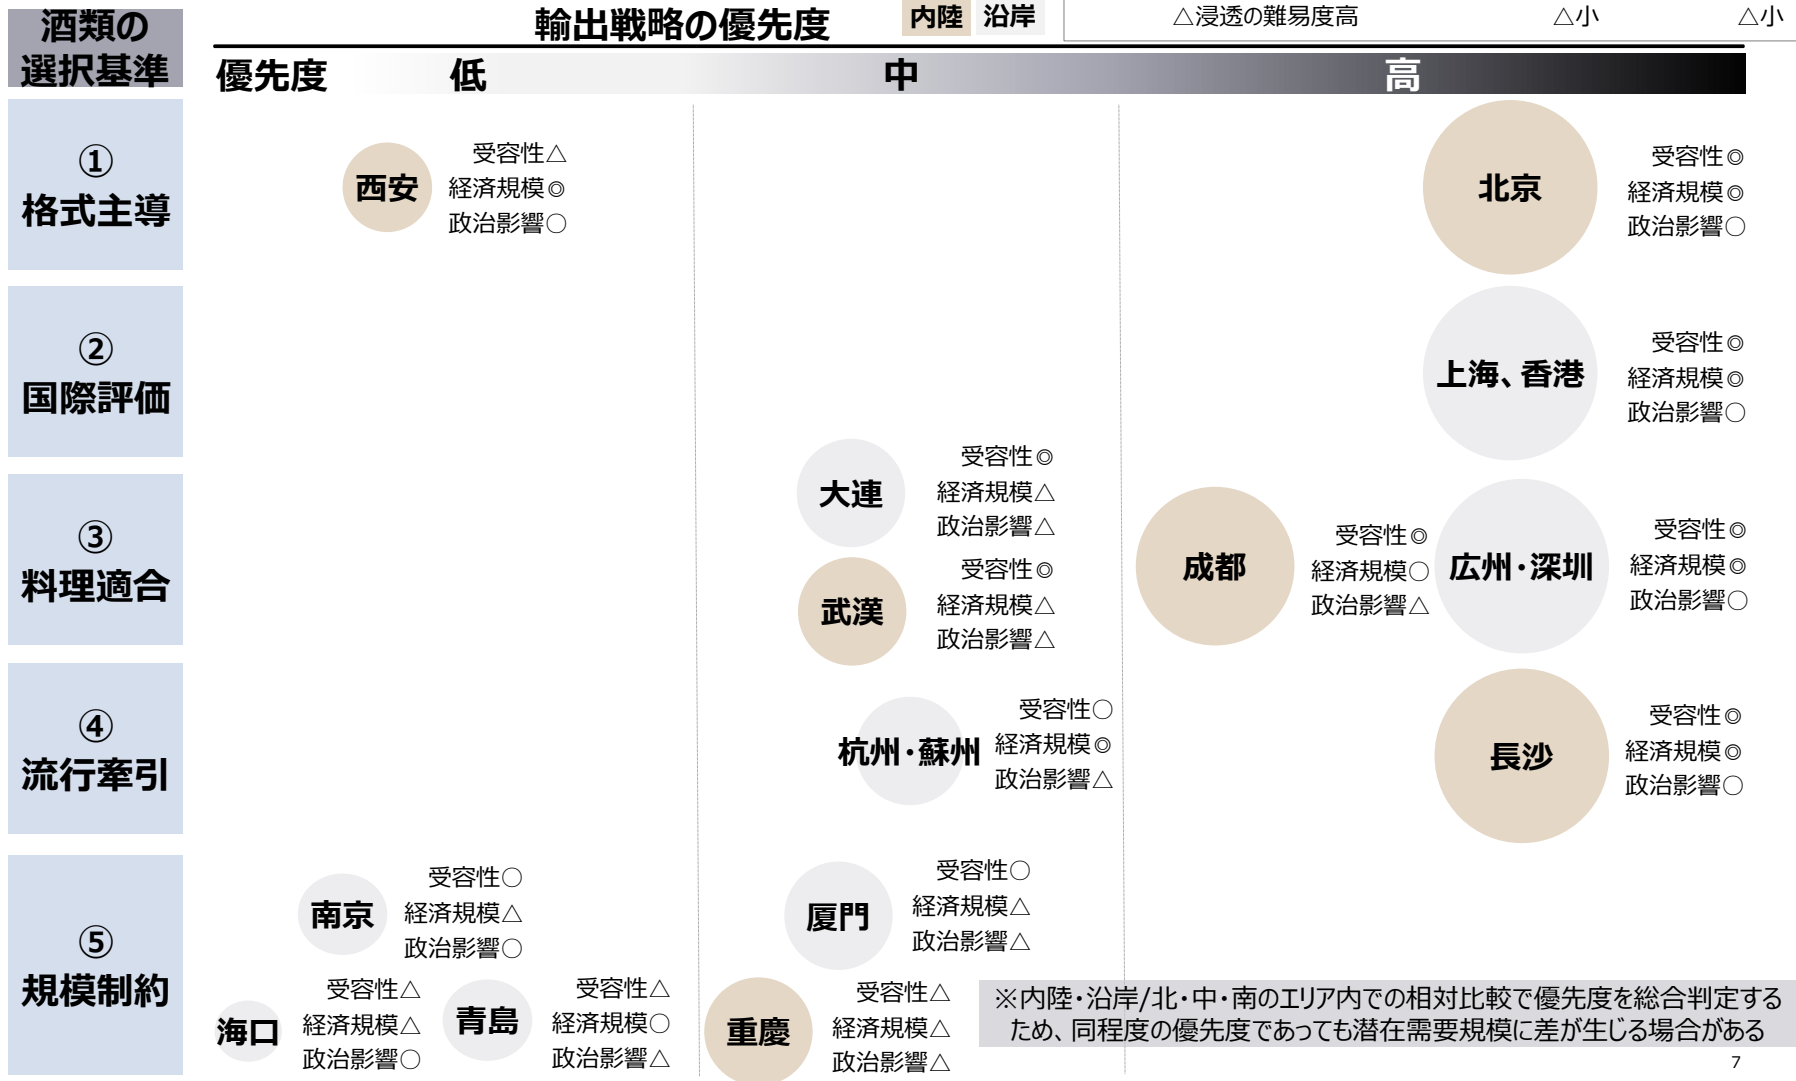 酒類の
選択基準
輸出戦略の優先度
内陸 沿岸
△浸透の難易度高 △小 △小
優先度 低 中 高
①
格式主導
西安
受容性△
経済規模◎
政治影響○
北京
受容性◎
経済規模◎
政治影響○
②
国際評価
上海、香港
受容性◎
経済規模◎
政治影響○
③
料理適合
大連
受容性◎
経済規模△
政治影響△
武漢
受容性◎
経済規模△
政治影響△
成都
受容性◎
経済規模○
政治影響△
広州・深圳
受容性◎
経済規模◎
政治影響○
④
流行牽引
杭州・蘇州
受容性○
経済規模◎
政治影響△
長沙
受容性◎
経済規模◎
政治影響○
⑤
規模制約
南京
受容性○
経済規模△
政治影響○
厦門
受容性○
経済規模△
政治影響△
海口
受容性△
経済規模△
政治影響○
青島
受容性△
経済規模○
政治影響△
重慶
受容性△
経済規模△
政治影響△
※内陸・沿岸/北・中・南のエリア内での相対比較で優先度を総合判定する
ため、同程度の優先度であっても潜在需要規模に差が生じる場合がある
7